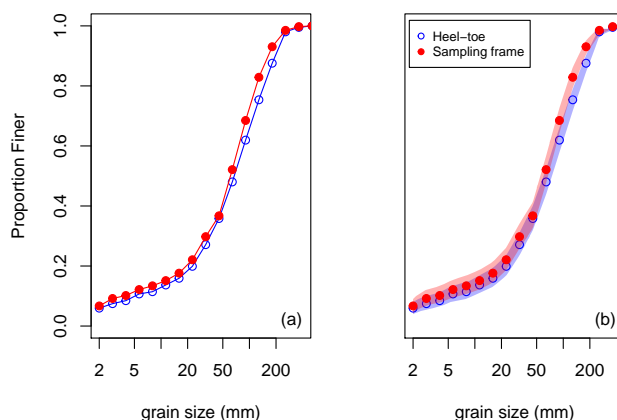 Proportion Finer
1.0
0.8
0.6
0.4
0.2
0.0
(a)
2 5 20 50 200
grain size (mm)
Heel−toe
Sampling frame
(b)
2 5 20 50 200
grain size (mm)